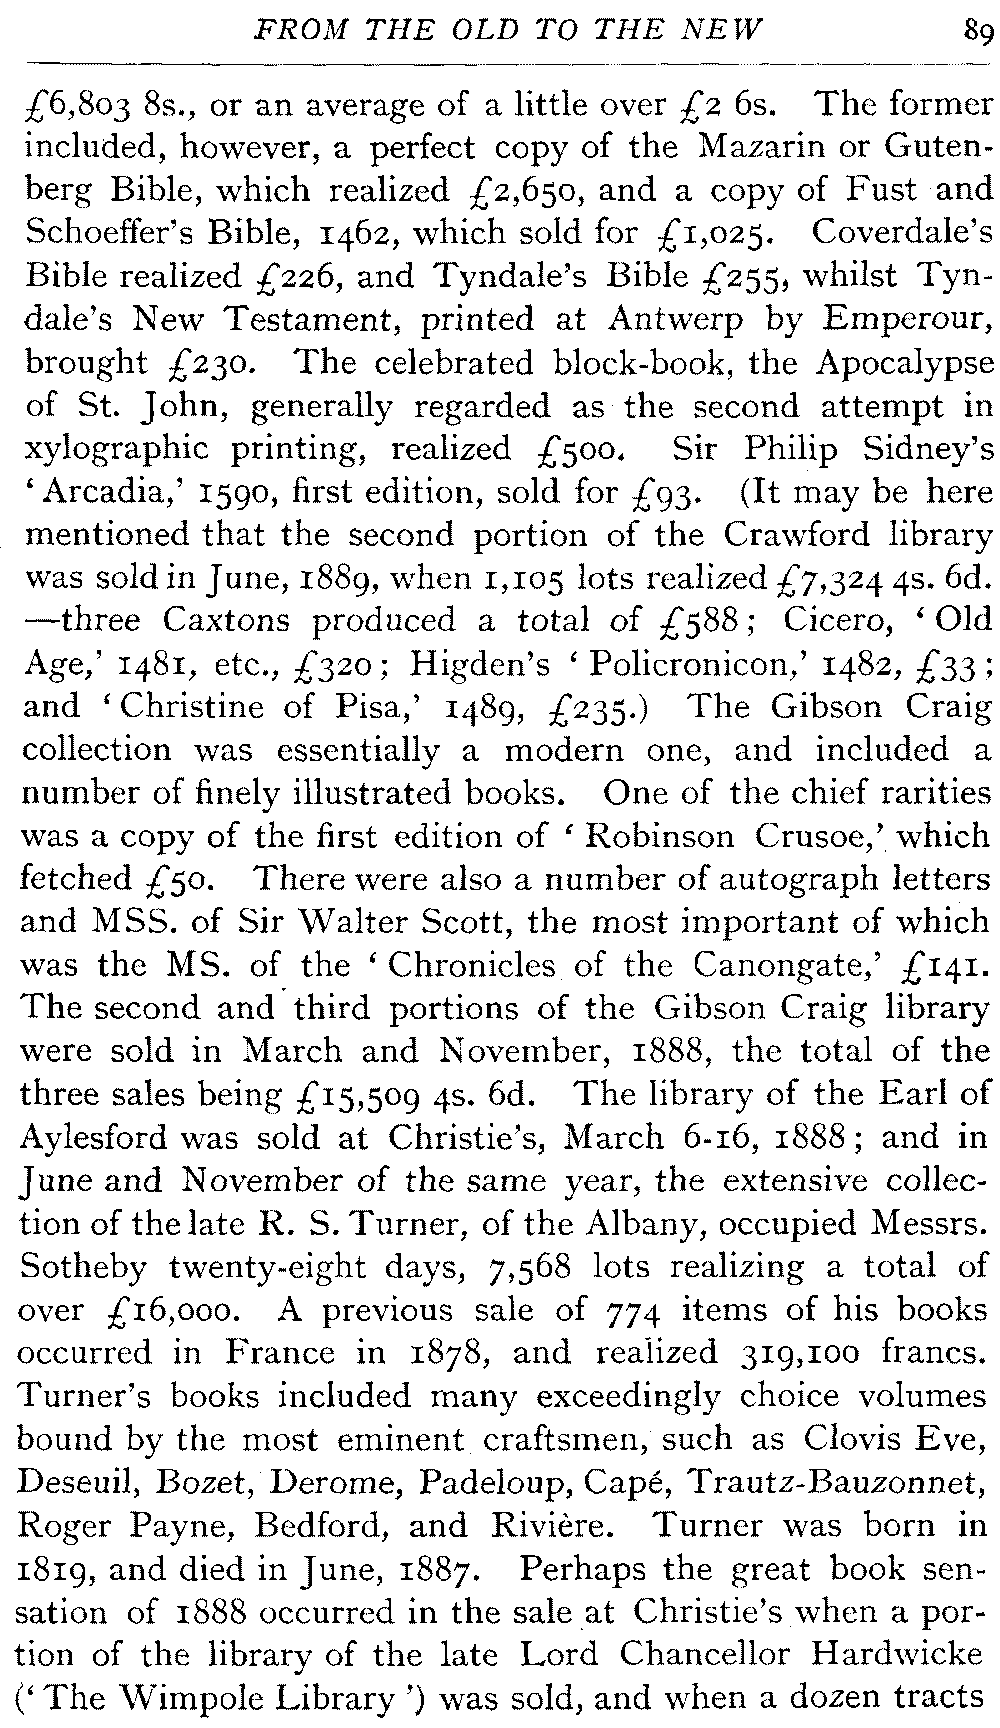 FROM THE OLD TO THE NEW 89
£6,803 8s., or an average of a little over £2 6s. The former
included, however, a perfect copy of the Mazarin or Guten-
berg Bible, which realized £2,650, and a copy of Fust and
Schoeffer's Bible, 1462, which sold for £1,025. Coverdale's
Bible realized £226, and Tyndale's Bible £255, whilst Tyn-
dale's New Testament, printed at Antwerp by Emperour,
brought £230. The celebrated block-book, the Apocalypse
of St. John, generally regarded as the second attempt in
xylographic printing, realized £500. Sir Philip Sidney's
'Arcadia,' 1590, first edition, sold for £93. (It may be here
mentioned that the second portion of the Crawford library
was sold in June, 1889, when 1,105 lots realized £7,324 4s. 6d.
—three Caxtons produced a total of £588; Cicero, 'Old
Age,' 1481, etc., £320; Higden's 'Policronicon,' 1482, £33;
and 'Christine of Pisa,' 1489, £235.) The Gibson Craig
collection was essentially a modern one, and included a
number of finely illustrated books. One of the chief rarities
was a copy of the first edition of 'Robinson Crusoe,' which
fetched £50. There were also a number of autograph letters
and MSS. of Sir Walter Scott, the most important of which
was the MS. of the 'Chronicles of the Canongate,' £141.
The second and third portions of the Gibson Craig library
were sold in March and November, 1888, the total of the
three sales being £15,509 4s. 6d. The library of the Earl of
Aylesford was sold at Christie's, March 6-16, 1888; and in
June and November of the same year, the extensive collec-
tion of the late R. S. Turner, of the Albany, occupied Messrs.
Sotheby twenty-eight days, 7,568 lots realizing a total of
over £16,000. A previous sale of 774 items of his books
occurred in France in 1878, and realized 319,100 francs.
Turner's books included many exceedingly choice volumes
bound by the most eminent craftsmen, such as Clovis Eve,
Deseuil, Bozet, Derome, Padeloup, Capé, Trautz-Bauzonnet,
Roger Payne, Bedford, and Rivière. Turner was born in
1819, and died in June, 1887. Perhaps the great book sen-
sation of 1888 occurred in the sale at Christie's when a por-
tion of the library of the late Lord Chancellor Hardwicke
('The Wimpole Library') was sold, and when a dozen tracts